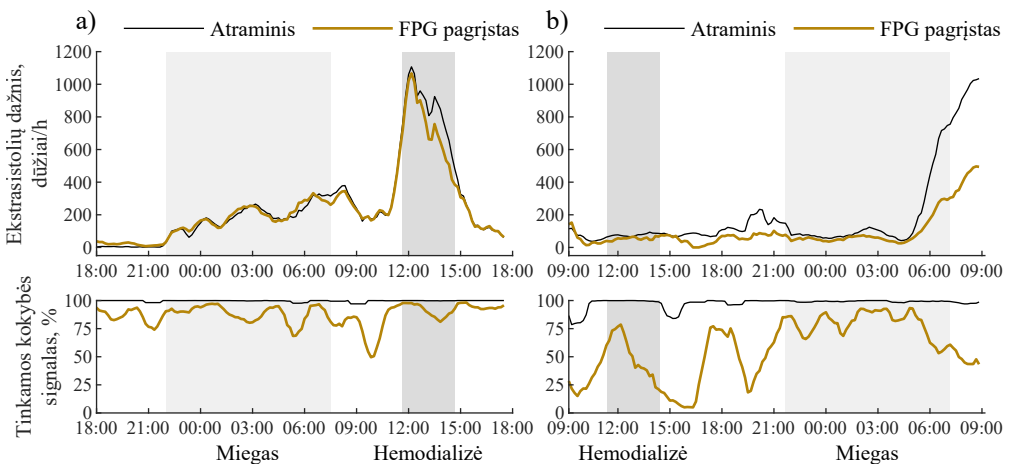 a)
Atraminis FPG pagrįstas
b)
Atraminis FPG pagrįstas
Ekstrasistolių dažnis,
dūžiai/h
1200
1000
800
600
400
200
0
18:00 21:00 00:00 03:00 06:00 09:00 12:00 15:00 18:00
1200
1000
800
600
400
200
0
09:00 12:00 15:00 18:00 21:00 00:00 03:00 06:00 09:00
Tinkamos kokybės
signalas, %
100
75
50
25
0
18:00 21:00 00:00 03:00 06:00 09:00 12:00 15:00 18:00
Miegas Hemodializė
100
75
50
25
0
09:00 12:00 15:00 18:00 21:00 00:00 03:00 06:00 09:00
Hemodializė Miegas